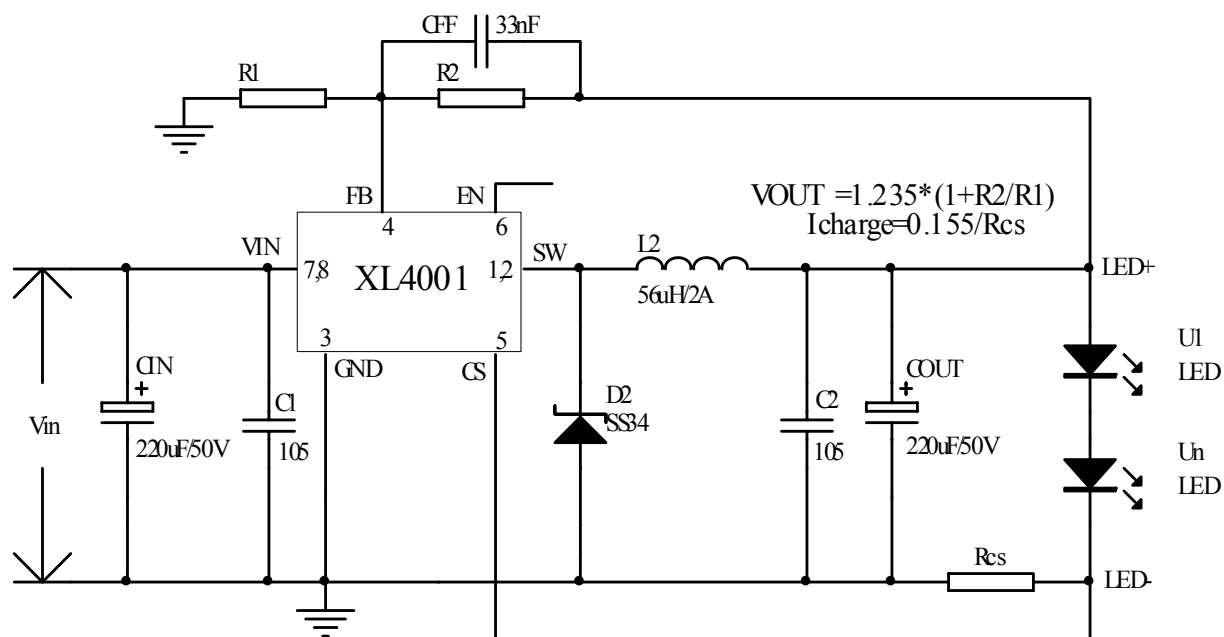 CFF 33nF
R1 R2
FB EN
4 6
VOUT =1.235*(1+R2/R1)
Icharge=0.155/Rcs
VIN 7,8 XL4001 1,2 SW L2 LED+
56uH/2A
3 5
GND CS
U1
LED
CIN + C1 D2 C2 COUT +
SS34
Vin
220uF/50V 105 105 220uF/50V
Un
LED
Rcs
LED-